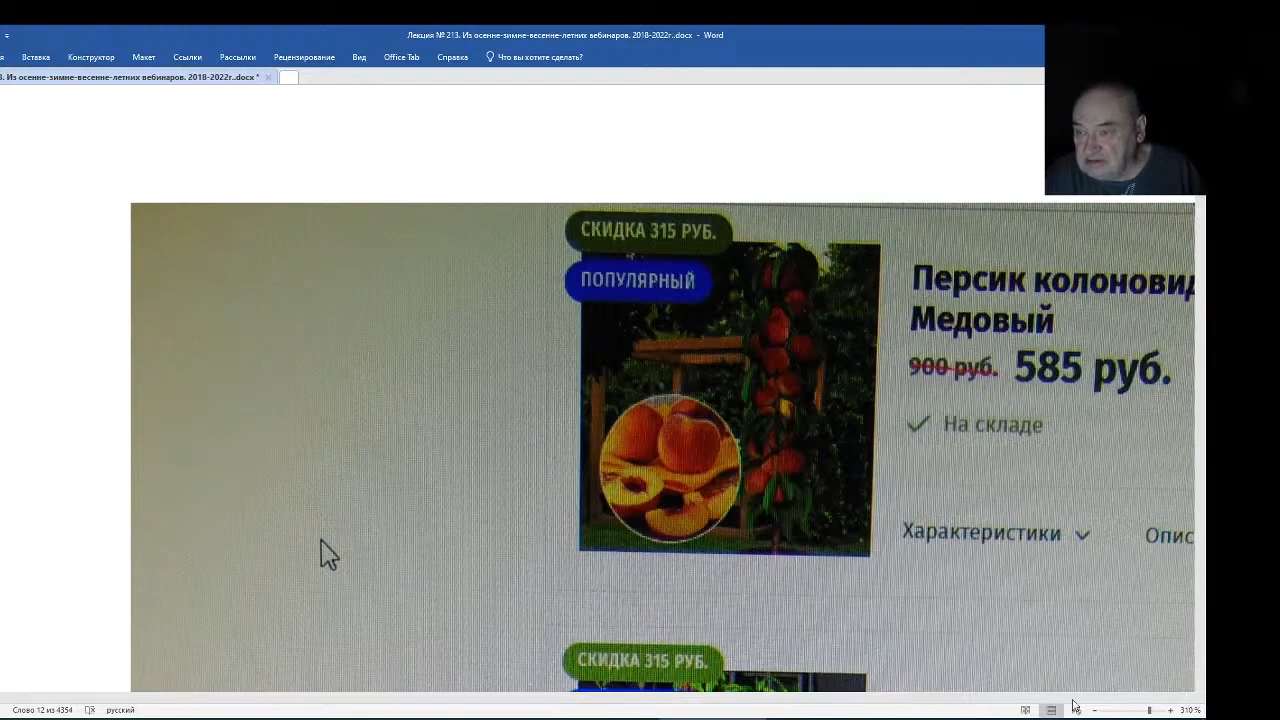 Лекция № 213. Из осенне-зимне-весенне-летних вебинаров. 2018-2022г..docx - Word
Вставка Конструктор Макет Ссылки Рассылки Рецензирование Вид Office Tab Справка Что вы хотите сделать?
3. Из осенне-зимне-весенне-летних вебинаров. 2018-2022г..docx *
СКИДКА 315 РУБ.
ПОПУЛЯРНЫЙ
Персик колоновид
Медовый
900 руб. 585 руб.
На складе
Характеристики Опис
СКИДКА 315 РУБ.
Слово 12 из 4354 русский 310 %